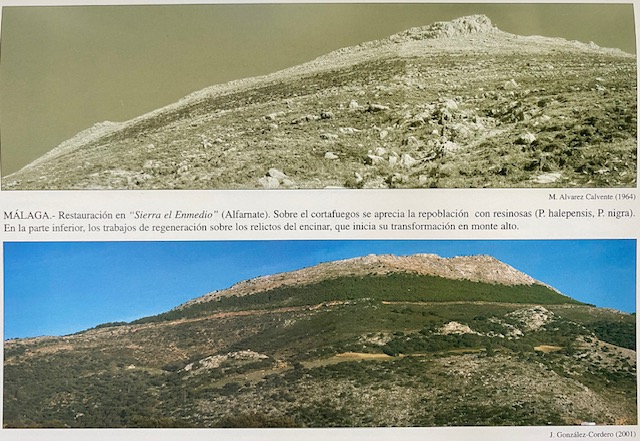 M. Alvarez Calvente (1964)
MÁLAGA.- Restauración en “Sierra el Enmedio” (Alfarnate). Sobre el cortafuegos se aprecia la repoblación con resinosas (P. halepensis, P. nigra).
En la parte inferior, los trabajos de regeneración sobre los relictos del encinar, que inicia su transformación en monte alto.
J. González-Cordero (2001)